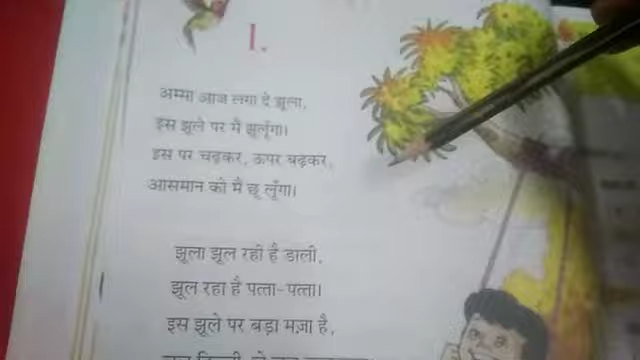 1.
अम्मा आज लगा दे झूला,
इस झूले पर मैं झूलूँगा।
इस पर चढ़कर, ऊपर बढ़कर,
आसमान को मैं छू लूँगा।
झूला झूल रही है डाली,
झूल रहा है पत्ता-पत्ता।
इस झूले पर बड़ा मज़ा है,